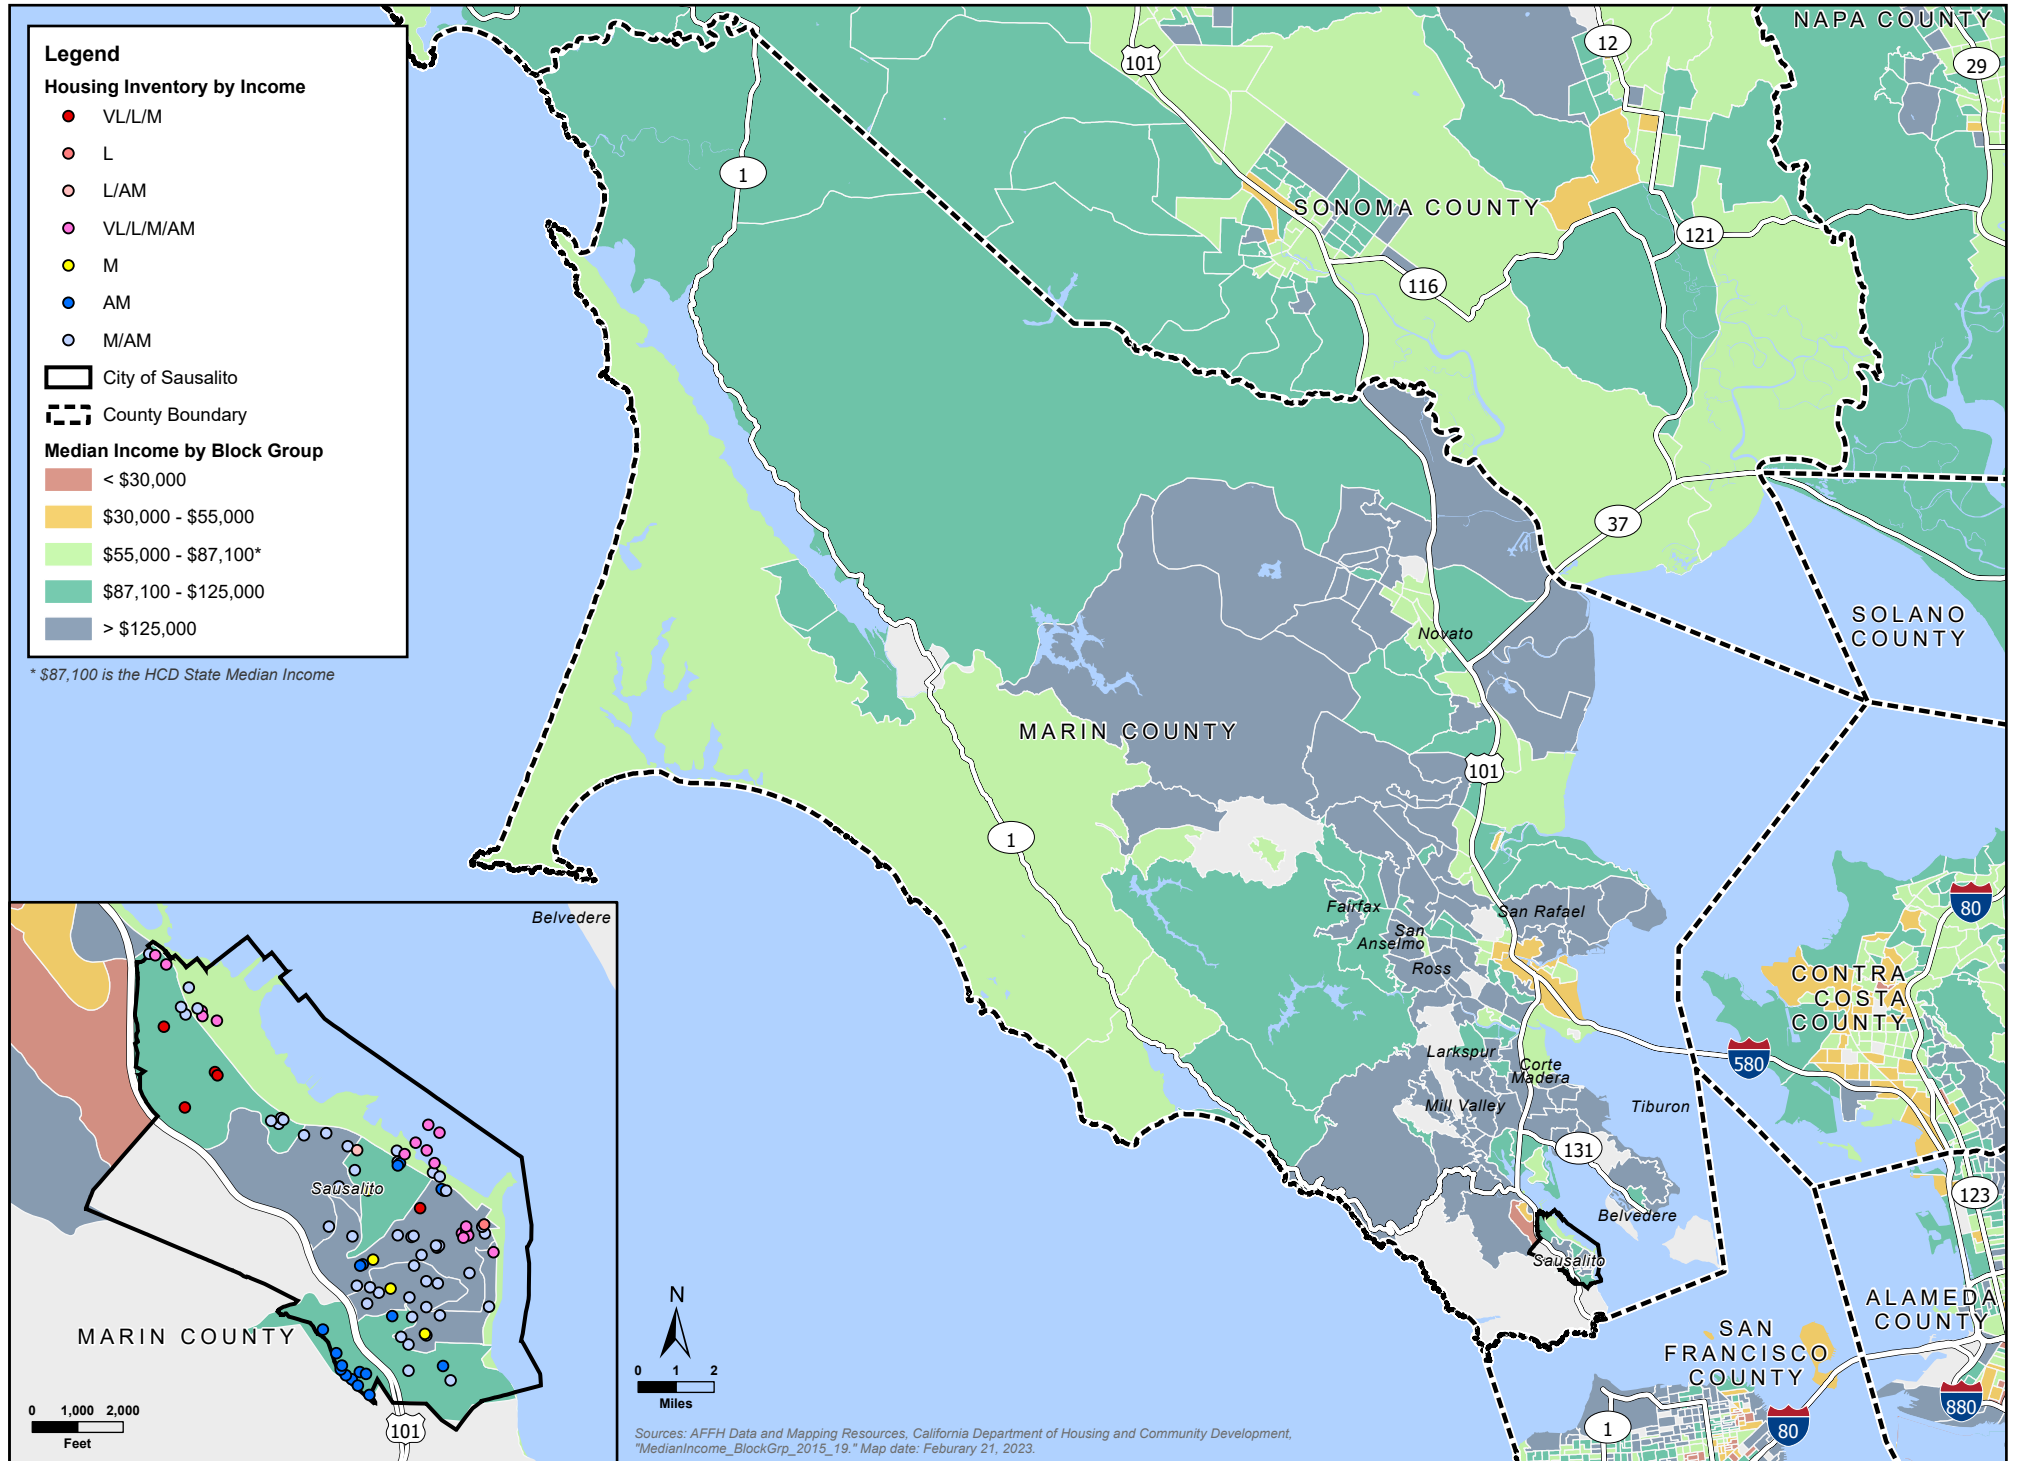 Legend
Housing Inventory by Income
VL/L/M
L
L/AM
VL/L/M/AM
M
AM
M/AM
City of Sausalito
County Boundary
Median Income by Block Group
< $30,000
$30,000 - $55,000
$55,000 - $87,100*
$87,100 - $125,000
> $125,000
* $87,100 is the HCD State Median Income
NAPA COUNTY
12
29
101
1
SONOMA COUNTY
121
116
37
SOLANO
COUNTY
Novato
MARIN COUNTY
101
1
80
Fairfax
San Rafael
San
Anselmo
Ross
CONTRA
COSTA
COUNTY
Larkspur
Corte
Madera
580
Mill Valley
Tiburon
131
123
Belvedere
Sausalito
ALAMEDA
COUNTY
SAN
FRANCISCO
COUNTY
880
1
80
Belvedere
Sausalito
MARIN COUNTY
101
0 1,000 2,000
Feet
N
0 1 2
Miles
Sources: AFFH Data and Mapping Resources, California Department of Housing and Community Development,
"MedianIncome_BlockGrp_2015_19." Map date: Feburary 21, 2023.